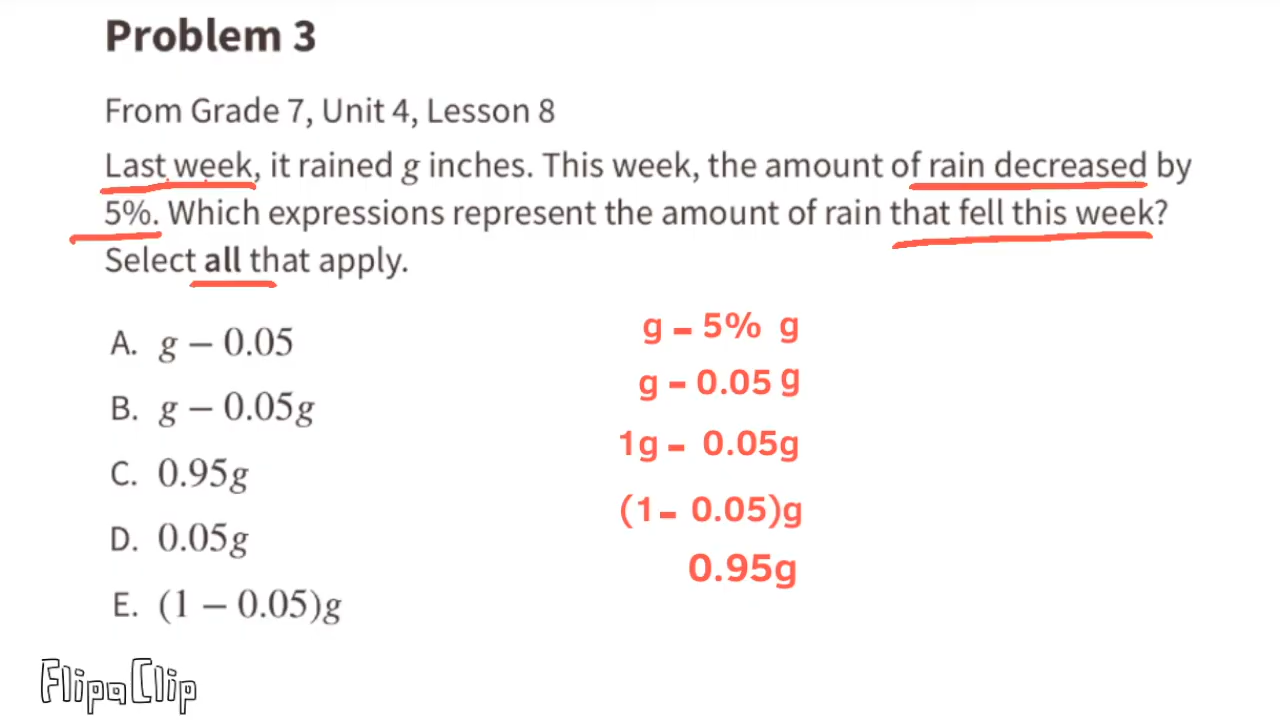 Problem 3
From Grade 7, Unit 4, Lesson 8
Last week, it rained g inches. This week, the amount of rain decreased by
5%. Which expressions represent the amount of rain that fell this week?
Select all that apply.
A. g – 0.05
B. g – 0.05g
C. 0.95g
D. 0.05g
E. (1 – 0.05)g
g - 5% g
g - 0.05 g
1g - 0.05g
(1- 0.05)g
0.95g
FlipaClip